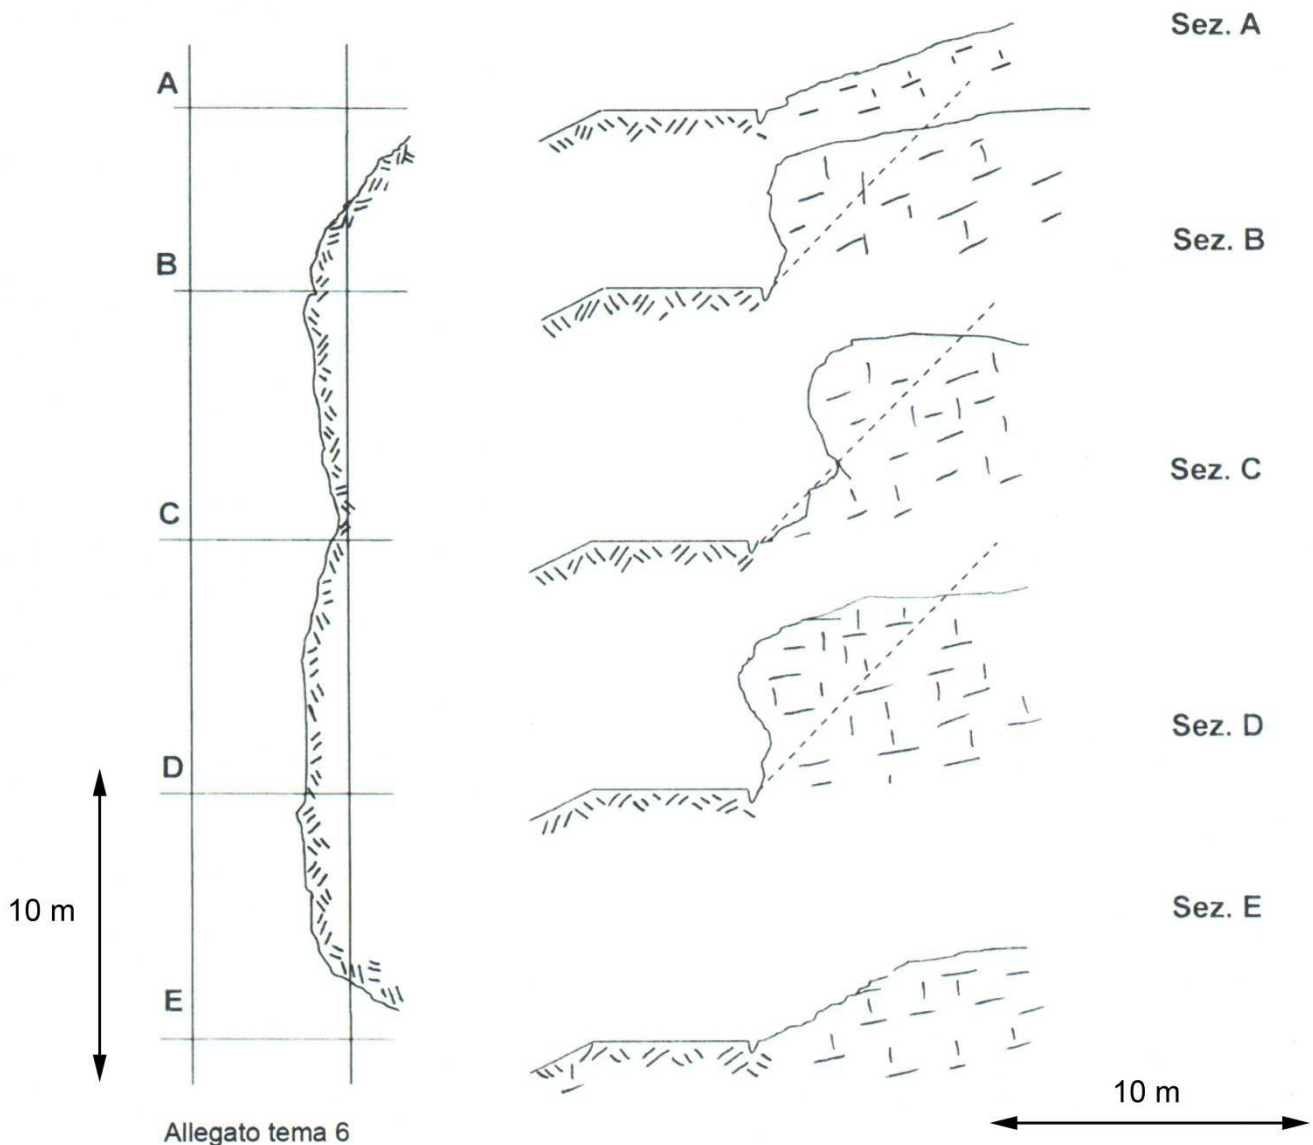 A
B
C
D
E
10 m
Allegato tema 6
Sez. A
Sez. B
Sez. C
Sez. D
Sez. E
10 m